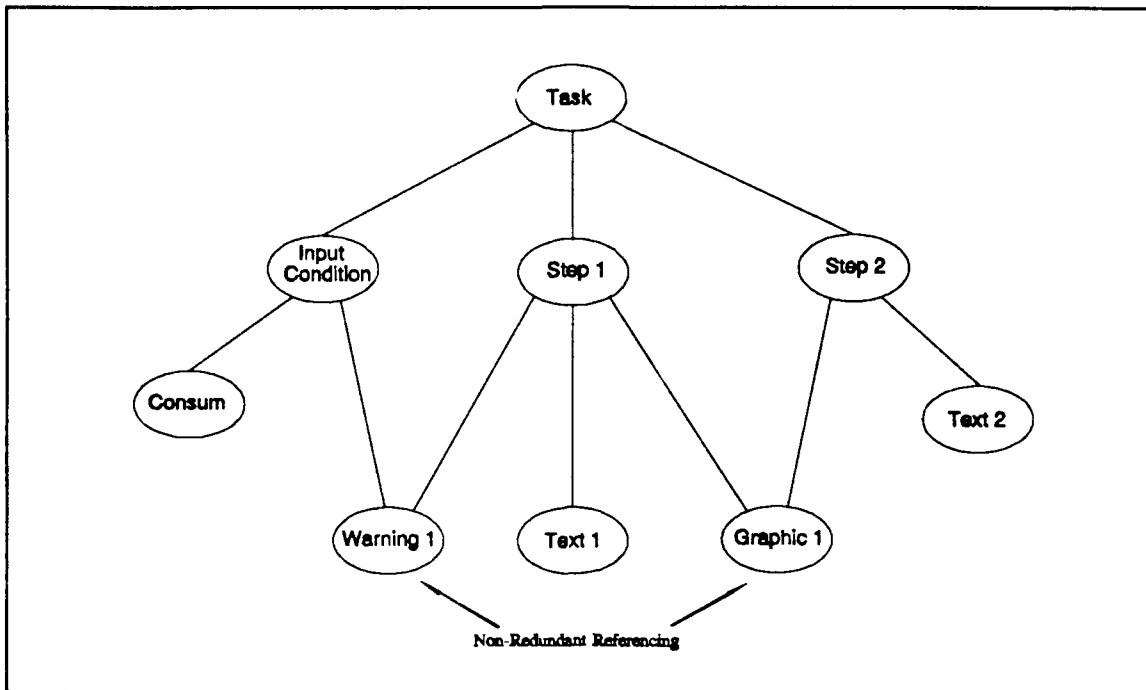 Task
Input
Condition
Step 1
Step 2
Consum
Text 2
Warning 1
Text 1
Graphic 1
Non-Redundant Referencing